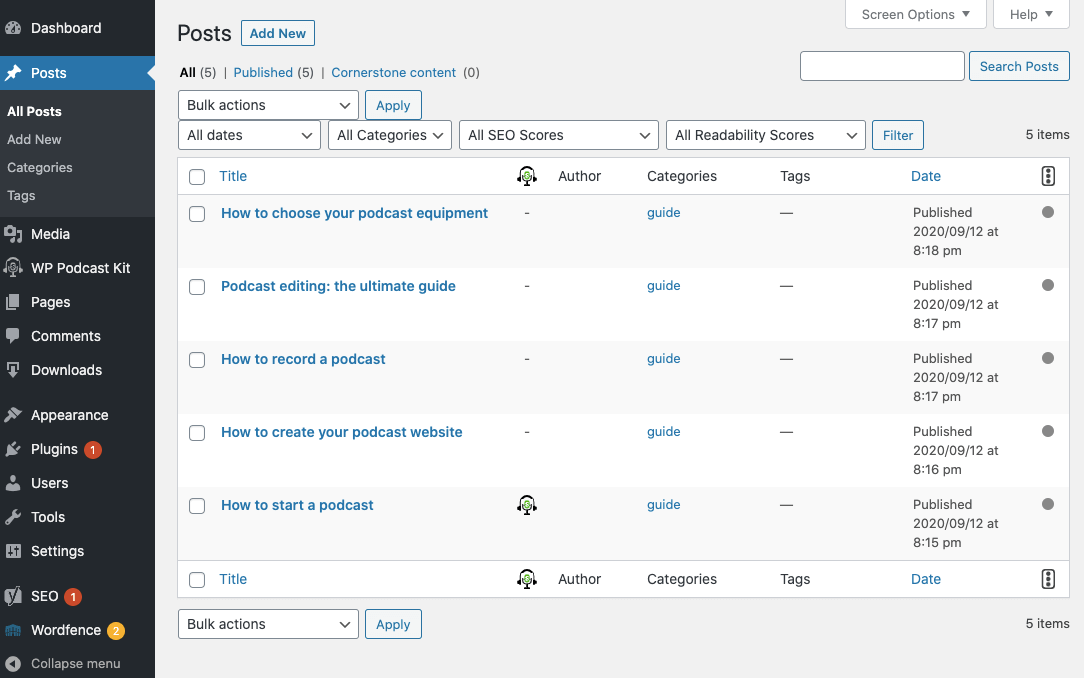 Dashboard
Posts
All Posts
Add New
Categories
Tags
Media
WP Podcast Kit
Pages
Comments
Downloads
Appearance
Plugins 1
Users
Tools
Settings
SEO 1
Wordfence 2
Collapse menu
Screen Options ▼ Help ▼
Posts Add New
All (5) | Published (5) | Cornerstone content (0)
Search Posts
Bulk actions Apply
All dates All Categories All SEO Scores All Readability Scores Filter 5 items
Title Author Categories Tags Date
How to choose your podcast equipment - guide — Published
2020/09/12 at
8:18 pm
Podcast editing: the ultimate guide - guide — Published
2020/09/12 at
8:17 pm
How to record a podcast - guide — Published
2020/09/12 at
8:17 pm
How to create your podcast website - guide — Published
2020/09/12 at
8:16 pm
How to start a podcast guide — Published
2020/09/12 at
8:15 pm
Title Author Categories Tags Date
Bulk actions Apply 5 items